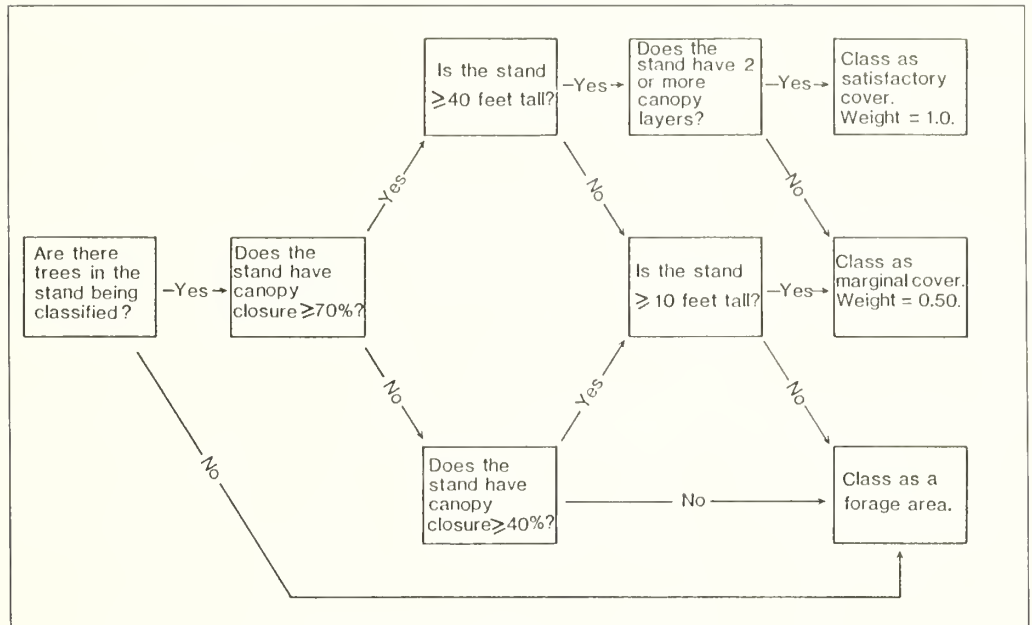 Are there
trees in the
stand being
classified?
Yes
No
Does the
stand have
canopy
closure ≥70%?
Yes
No
Is the stand
≥40 feet tall?
Yes
No
Does the
stand have 2
or more
canopy
layers?
Yes
No
Class as
satisfactory
cover.
Weight = 1.0.
Does the
stand have
canopy
closure ≥40%?
Yes
No
Is the stand
≥ 10 feet tall?
Yes
No
Class as
marginal cover.
Weight = 0.50.
Class as a
forage area.